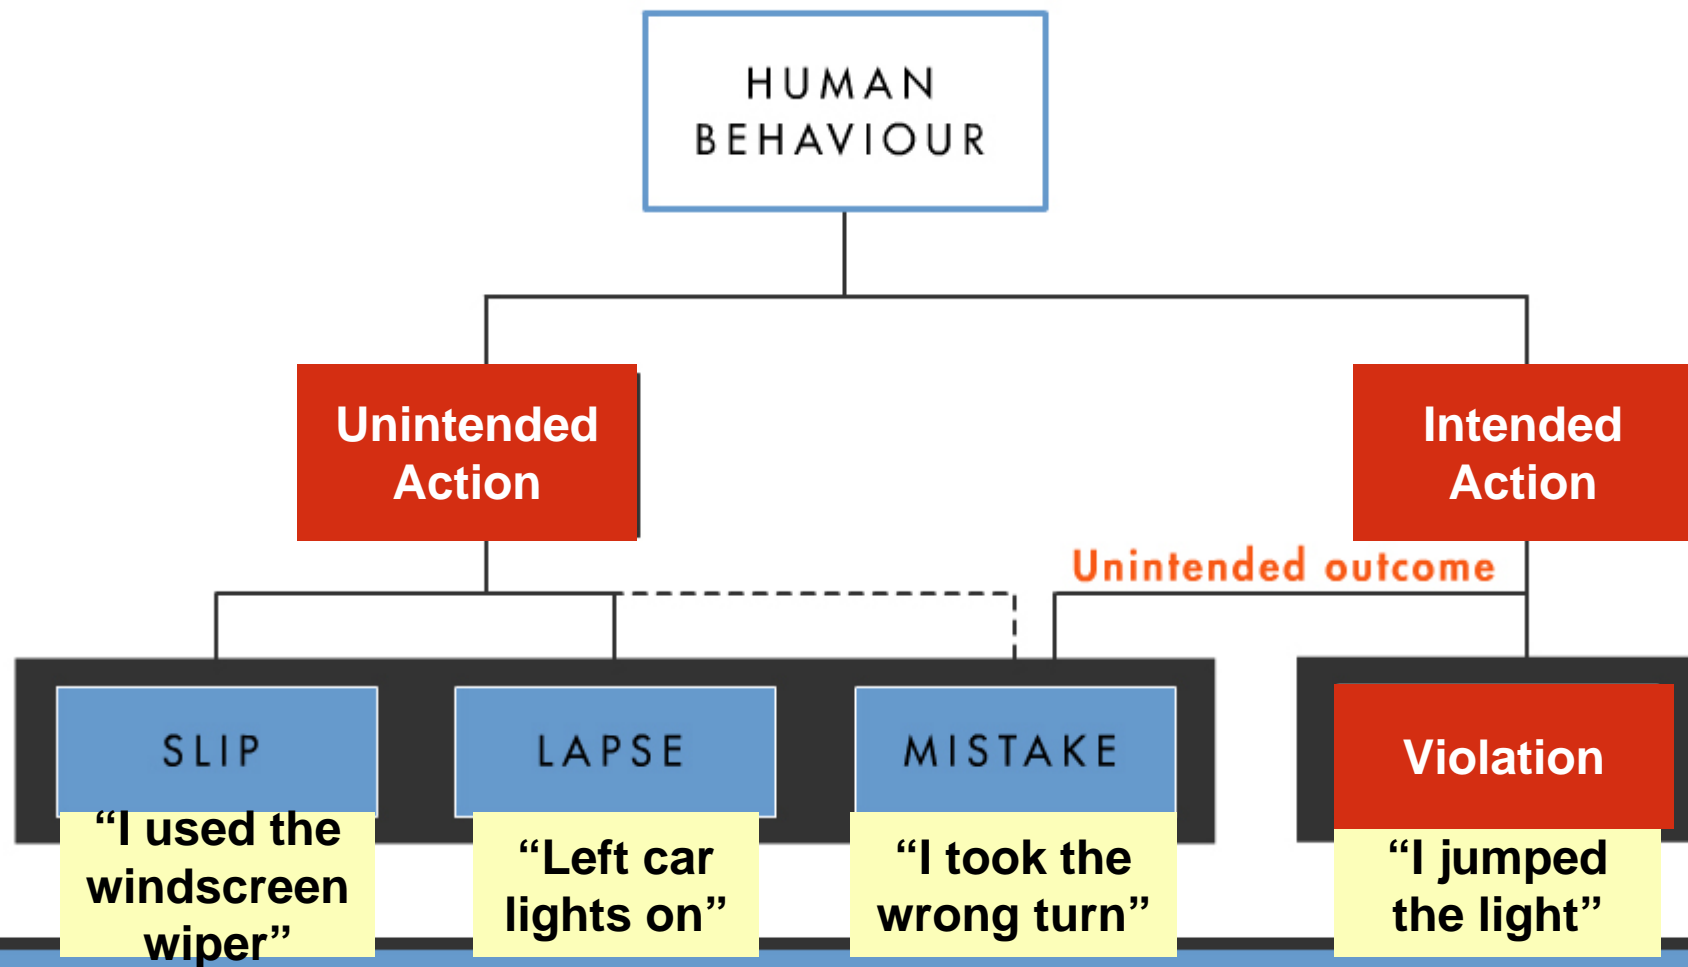 HUMAN
BEHAVIOUR
Unintended
Action
Intended
Action
Unintended outcome
SLIP
LAPSE
MISTAKE
Violation
“I used the
windscreen
wiper”
“Left car
lights on”
“I took the
wrong turn”
“I jumped
the light”